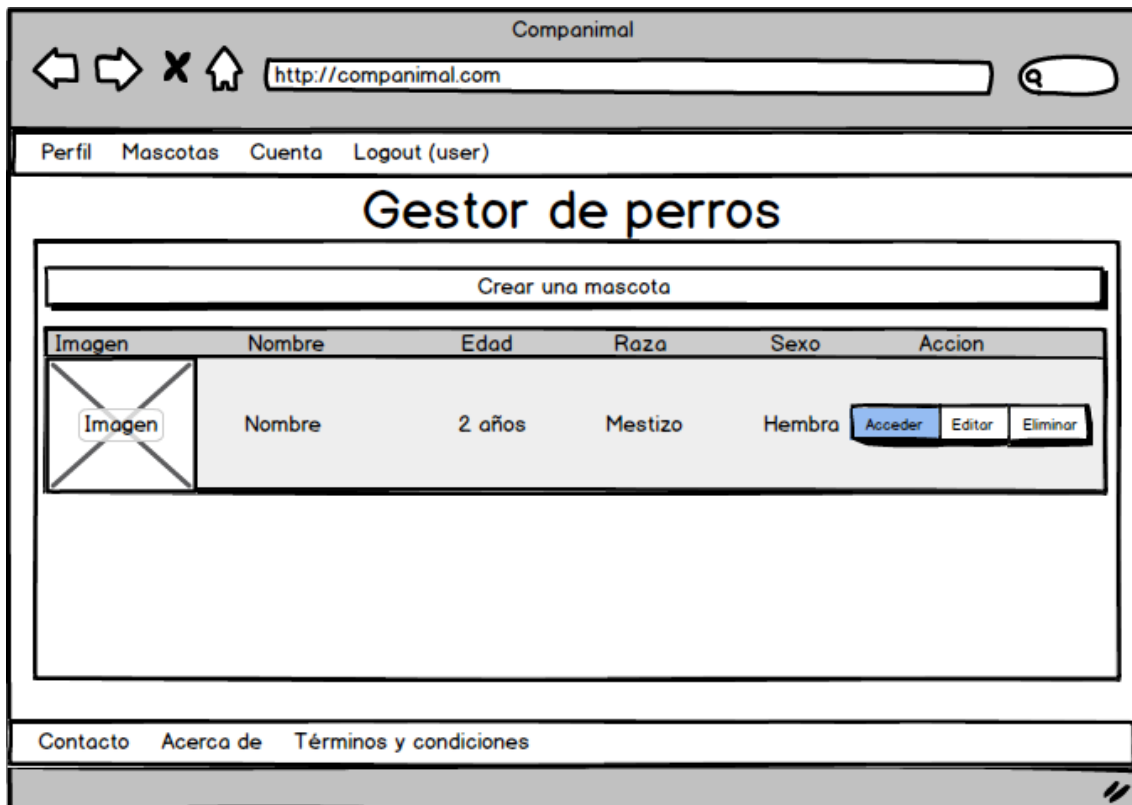 Companimal
http://companimal.com
Perfil Mascotas Cuenta Logout (user)
Gestor de perros
Crear una mascota
Imagen Nombre Edad Raza Sexo Accion
Imagen Nombre 2 años Mestizo Hembra Acceder Editar Eliminar
Contacto Acerca de Términos y condiciones